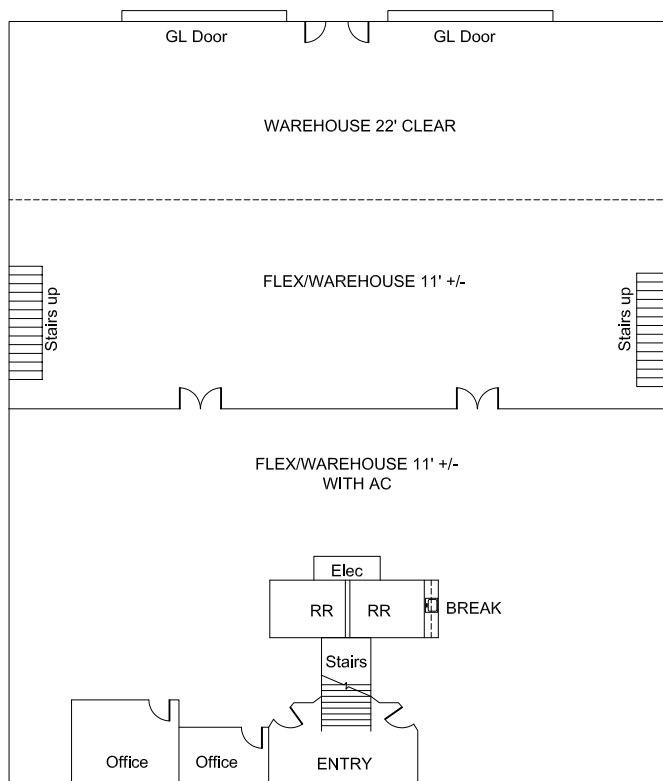 GL Door
GL Door
WAREHOUSE 22' CLEAR
FLEX/WAREHOUSE 11' +/-
Stairs up
Stairs up
FLEX/WAREHOUSE 11' +/-
WITH AC
Elec
RR
RR
BREAK
Stairs
Office
Office
ENTRY